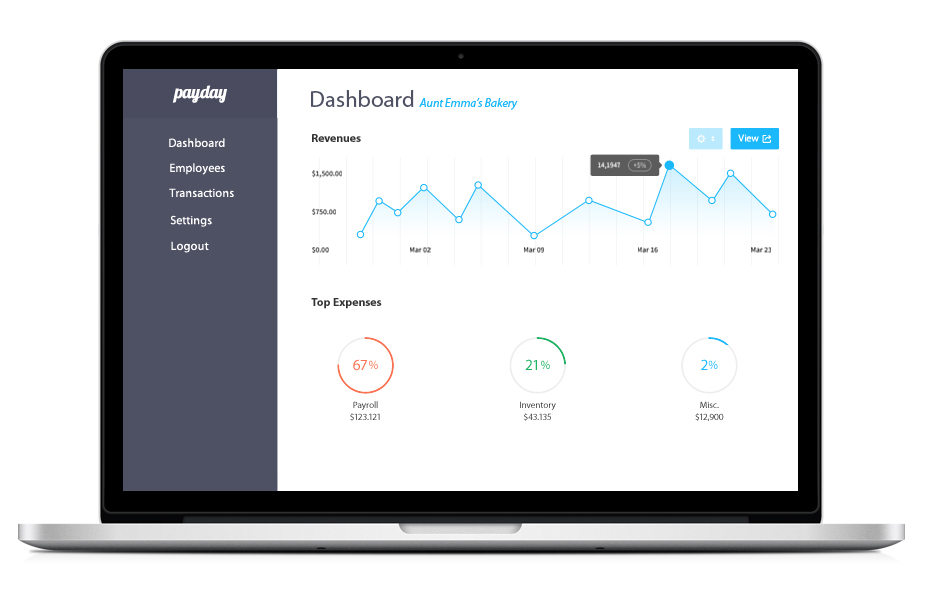 payday
Dashboard
Employees
Transactions
Settings
Logout
Dashboard Aunt Emma's Bakery
Revenues
View
14,1947 +5%
$1,500.00
$750.00
$0.00
Mar 02
Mar 09
Mar 16
Mar 23
Top Expenses
67%
21%
2%
Payroll
Inventory
Misc.
$123.121
$43.135
$12,900